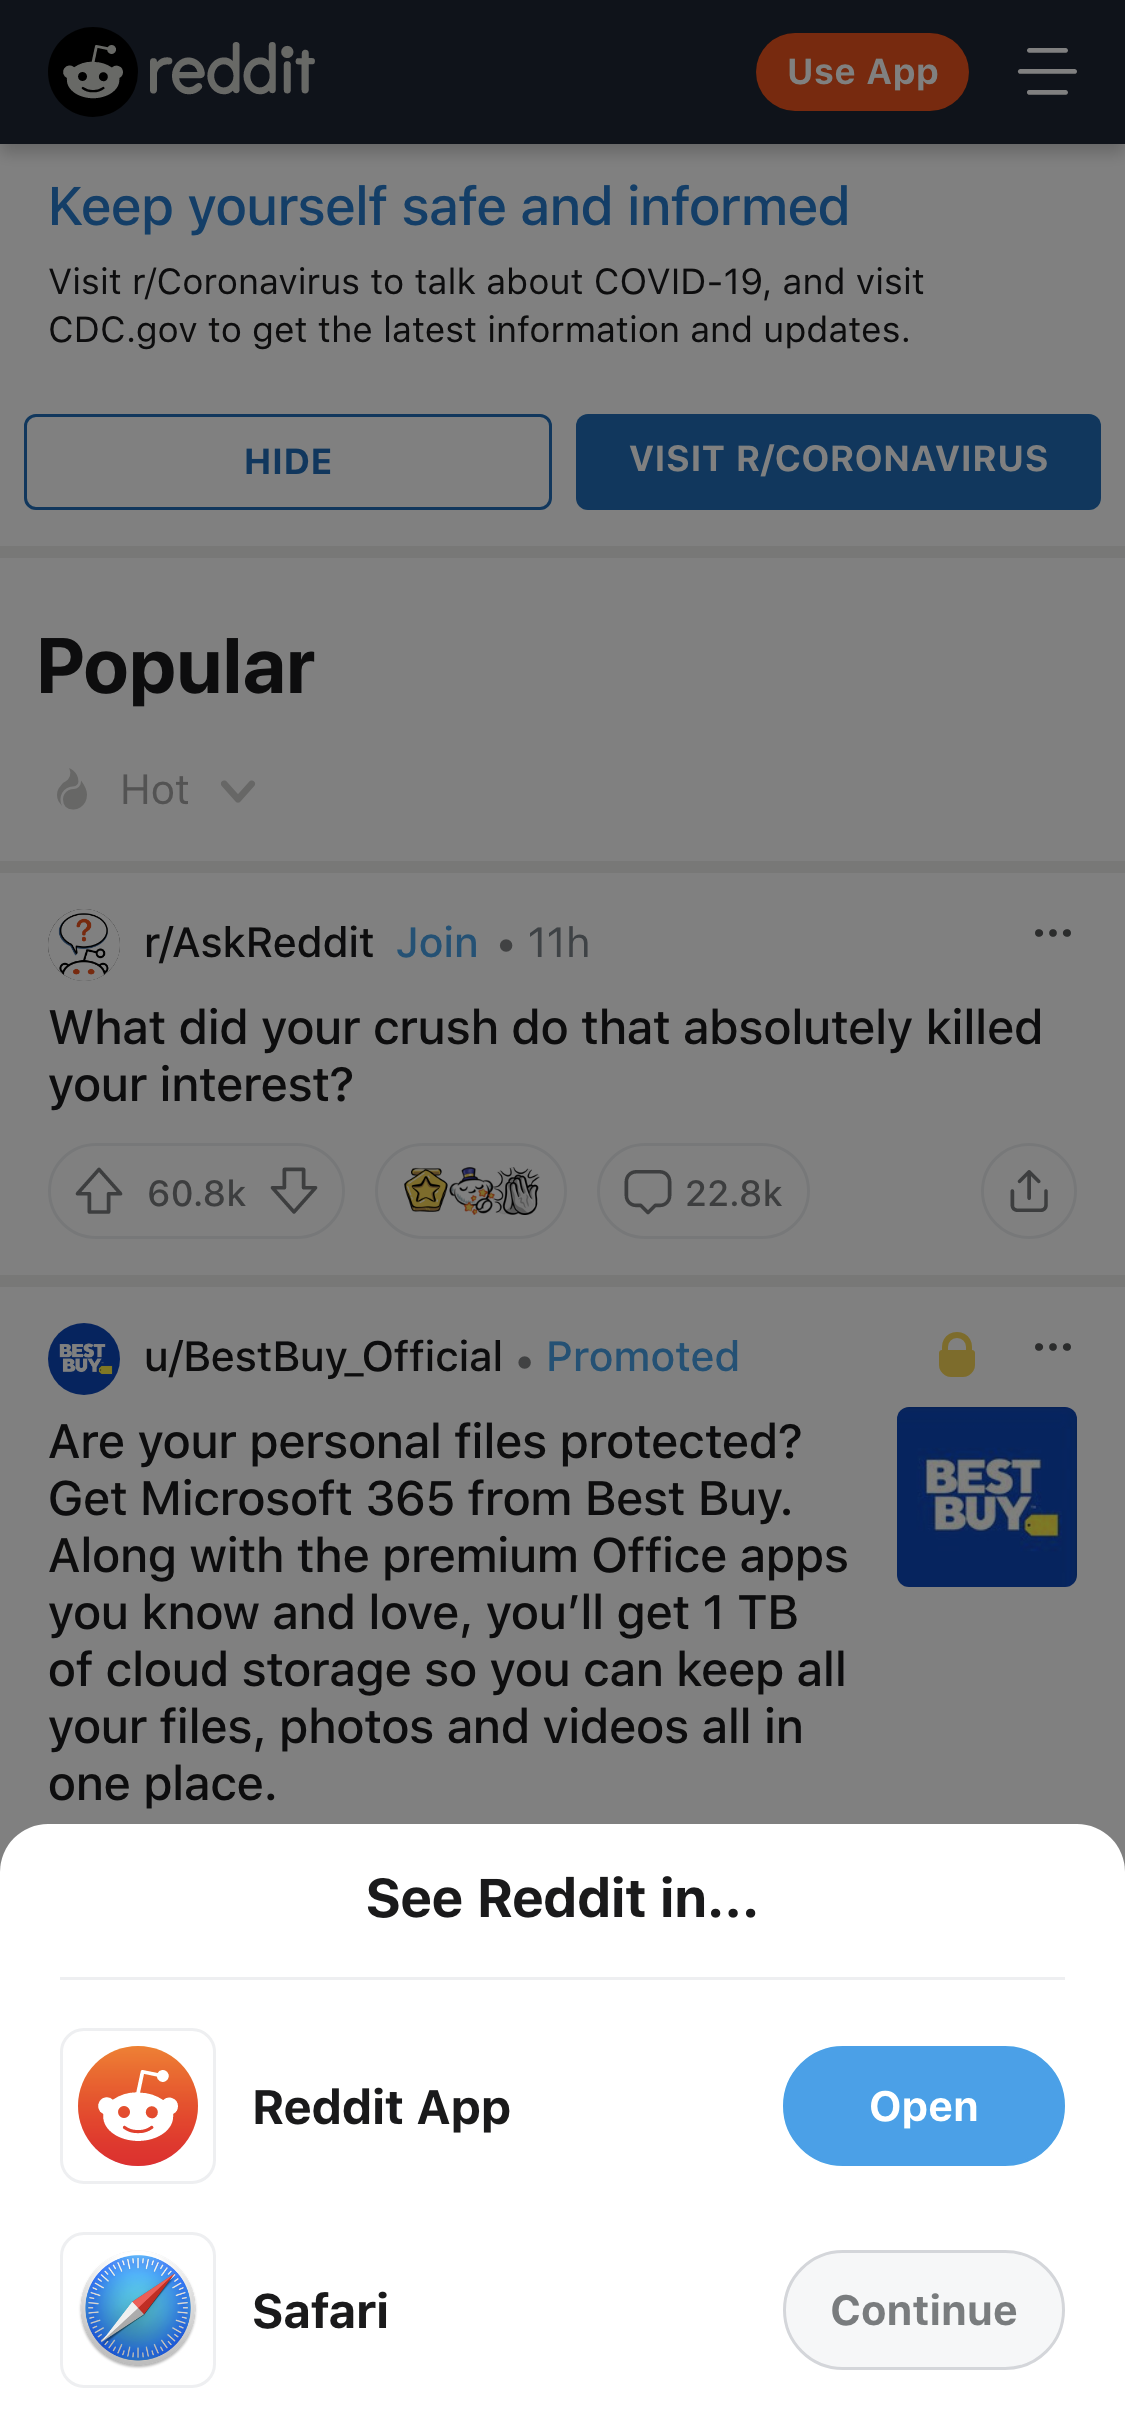 reddit
Use App
Keep yourself safe and informed
Visit r/Coronavirus to talk about COVID-19, and visit
CDC.gov to get the latest information and updates.
HIDE
VISIT R/CORONAVIRUS
Popular
Hot
r/AskReddit Join • 11h
What did your crush do that absolutely killed
your interest?
60.8k
22.8k
BEST
BUY
u/BestBuy_Official • Promoted
Are your personal files protected?
Get Microsoft 365 from Best Buy.
Along with the premium Office apps
you know and love, you’ll get 1 TB
of cloud storage so you can keep all
your files, photos and videos all in
one place.
BEST
BUY
See Reddit in...
Reddit App
Open
Safari
Continue